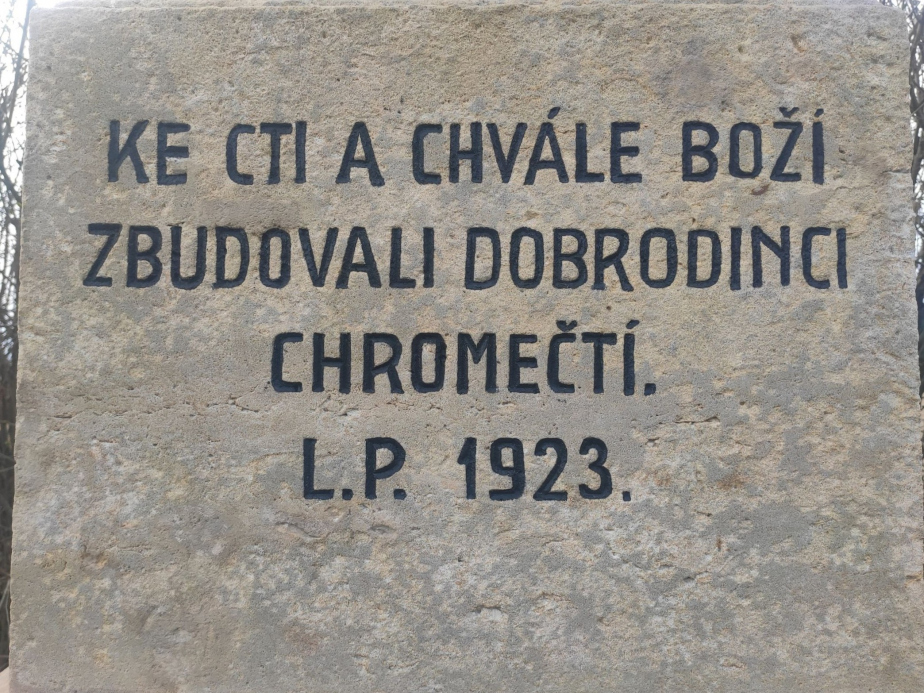 KE CTI A CHVÁLE BOŽÍ
ZBUDOVALI DOBRODINCI
CHROMEČTÍ.
L.P. 1923.